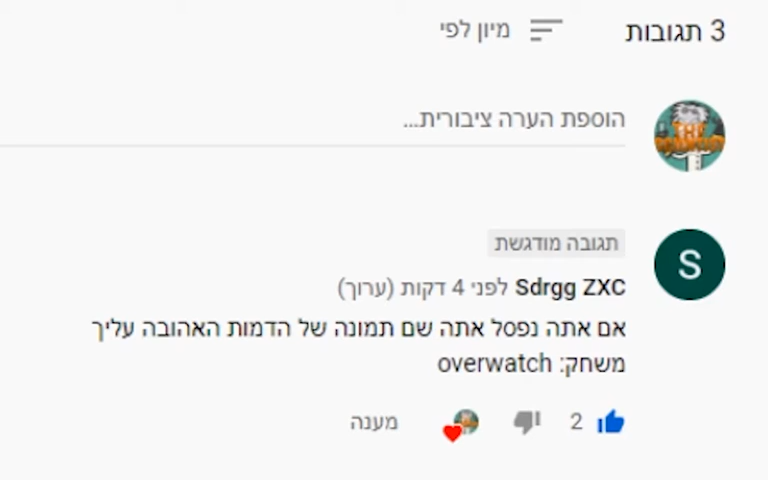 3 תגובות
מיון לפי
הוספת הערה ציבורית...
תגובה מודגשת
Sdrgg ZXC לפני 4 דקות (ערוך)
אם אתה נפסל אתה שם תמונה של הדמות האהובה עליך
משחק: overwatch
2
מענה
S